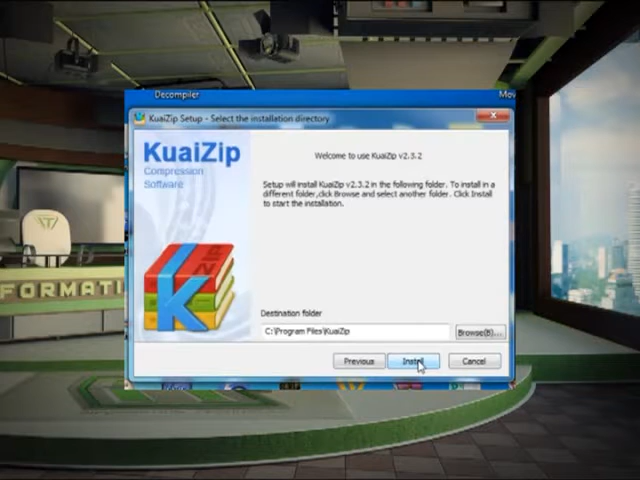 Decompiler
Mov
KuaiZip Setup - Select the installation directory
KuaiZip
Compression
Software
Welcome to use KuaiZip v2.3.2
Setup will install KuaiZip v2.3.2 in the following folder. To install in a
different folder,click Browse and select another folder. Click Install
to start the installation.
ZIP
K
FORMATI
Destination folder
C:\Program Files\KuaiZip
Browse(B)...
Previous
Install
Cancel